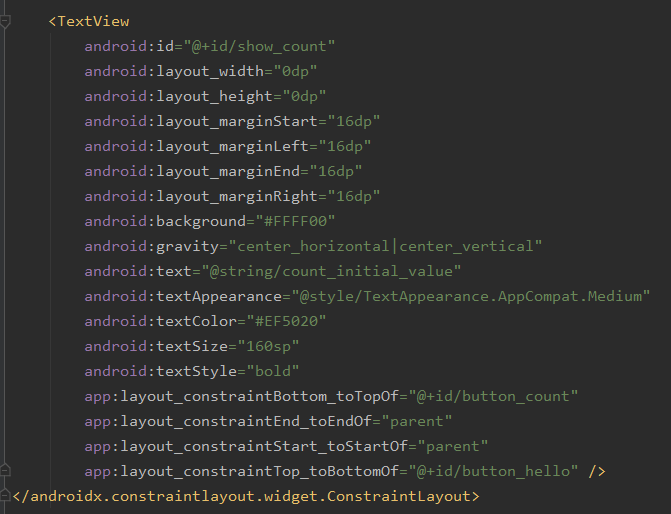 <TextView
android:id="@+id/show_count"
android:layout_width="0dp"
android:layout_height="0dp"
android:layout_marginStart="16dp"
android:layout_marginLeft="16dp"
android:layout_marginEnd="16dp"
android:layout_marginRight="16dp"
android:background="#FFFF00"
android:gravity="center_horizontal|center_vertical"
android:text="@string/count_initial_value"
android:textAppearance="@style/TextAppearance.AppCompat.Medium"
android:textColor="#EF5020"
android:textSize="160sp"
android:textStyle="bold"
app:layout_constraintBottom_toTopOf="@+id/button_count"
app:layout_constraintEnd_toEndOf="parent"
app:layout_constraintStart_toStartOf="parent"
app:layout_constraintTop_toBottomOf="@+id/button_hello" />
</androidx.constraintlayout.widget.ConstraintLayout>